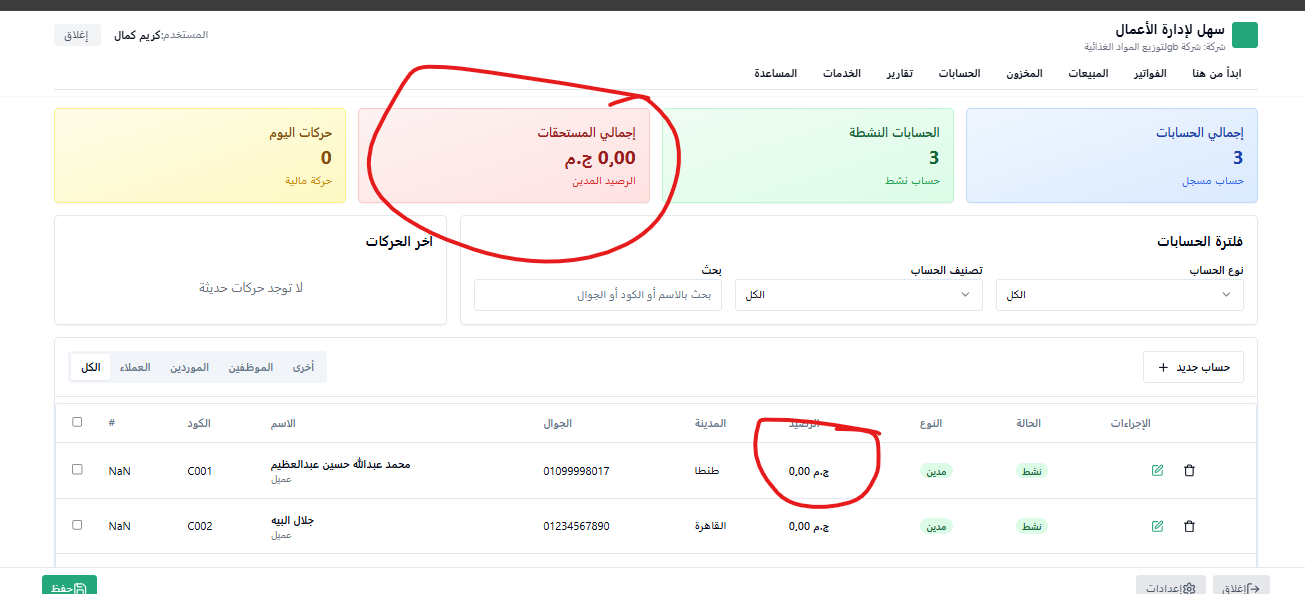 سهل لإدارة الأعمال
شركة: شركة gbلتوزيع المواد الغذائية
المستخدم:كريم كمال
إغلاق
ابدأ من هنا الفواتير المبيعات المخزون الحسابات تقارير الخدمات المساعدة
إجمالي الحسابات
3
حساب مسجل
الحسابات النشطة
3
حساب نشط
إجمالي المستحقات
0,00 ج.م
الرصيد المدين
حركات اليوم
0
حركة مالية
فلترة الحسابات
نوع الحساب
الكل
تصنيف الحساب
الكل
بحث
بحث بالاسم أو الكود أو الجوال
اخر الحركات
لا توجد حركات حديثة
حساب جديد +
أخرى الموظفين الموردين العملاء الكل
# الكود الاسم الجوال المدينة الرصيد النوع الحالة الإجراءات
NaN C001 محمد عبدالله حسين عبدالعظيم 01099998017 طنطا ج.م 0,00 مدين نشط
عميل
NaN C002 جلال البيه 01234567890 القاهرة ج.م 0,00 مدين نشط
عميل
إغلاق إعدادات حفظ